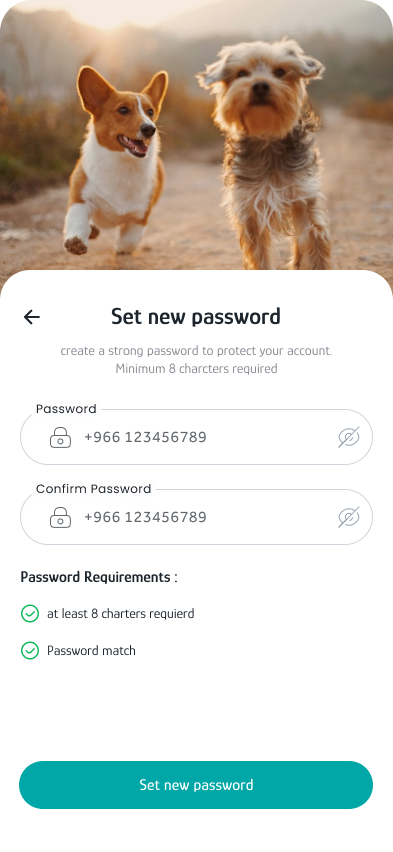 Set new password
create a strong password to protect your account.
Minimum 8 charcters required
Password
+966 123456789
Confirm Password
+966 123456789
Password Requirements :
at least 8 charters requierd
Password match
Set new password